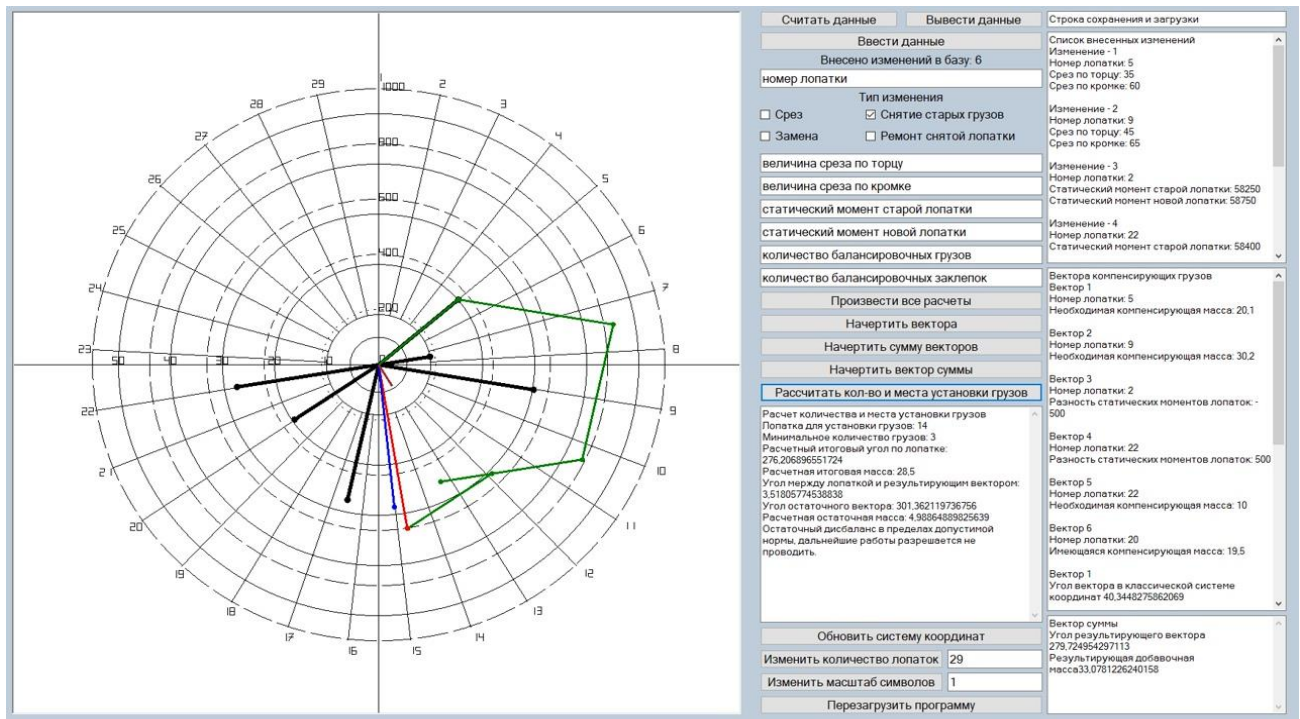 1
2
3
4
5
6
7
8
9
10
11
12
13
14
15
16
17
18
19
20
21
22
23
24
25
26
27
28
29
1000
800
600
400
200
0
50
40
30
10
Считать данные
Вывести данные
Ввести данные
Внесено изменений в базу: 6
номер лопатки
Тип изменения
Срез
Снятие старых грузов
Замена
Ремонт снятой лопатки
величина среза по торцу
величина среза по кромке
статический момент старой лопатки
статический момент новой лопатки
количество балансировочных грузов
количество балансировочных заклепок
Произвести все расчеты
Начертить вектора
Начертить сумму векторов
Начертить вектор суммы
Рассчитать кол-во и места установки грузов
Расчет количества и места установки грузов
Лопатка для установки грузов: 14
Минимальное количество грузов: 3
Расчетный итоговый угол по лопатке:
276,206896551724
Расчетная итоговая масса: 28,5
Угол мержду лопаткой и результирующим вектором:
3,51805774538838
Угол остаточного вектора: 301,362119736756
Расчетная остаточная масса: 4,98864889825639
Остаточный дисбаланс в пределах допустимой
нормы, дальнейшие работы разрешается не
проводить.
Обновить систему координат
Изменить количество лопаток
29
Изменить масштаб символов
1
Перезагрузить программу
Строка сохранения и загрузки
Список внесенных изменений
Изменение - 1
Номер лопатки: 5
Срез по торцу: 35
Срез по кромке: 60
Изменение - 2
Номер лопатки: 9
Срез по торцу: 45
Срез по кромке: 65
Изменение - 3
Номер лопатки: 2
Статический момент старой лопатки: 58250
Статический момент новой лопатки: 58750
Изменение - 4
Номер лопатки: 22
Статический момент старой лопатки: 58400
Вектора компенсирующих грузов
Вектор 1
Номер лопатки: 5
Необходимая компенсирующая масса: 20,1
Вектор 2
Номер лопатки: 9
Необходимая компенсирующая масса: 30,2
Вектор 3
Номер лопатки: 2
Разность статических моментов лопаток: -
500
Вектор 4
Номер лопатки: 22
Разность статических моментов лопаток: 500
Вектор 5
Номер лопатки: 22
Необходимая компенсирующая масса: 10
Вектор 6
Номер лопатки: 20
Имеющаяся компенсирующая масса: 19,5
Вектор 1
Угол вектора в классической системе
координат 40,3448275862069
Вектор суммы
Угол результирующего вектора
279,724954297113
Результирующая добавочная
масса33,0781226240158